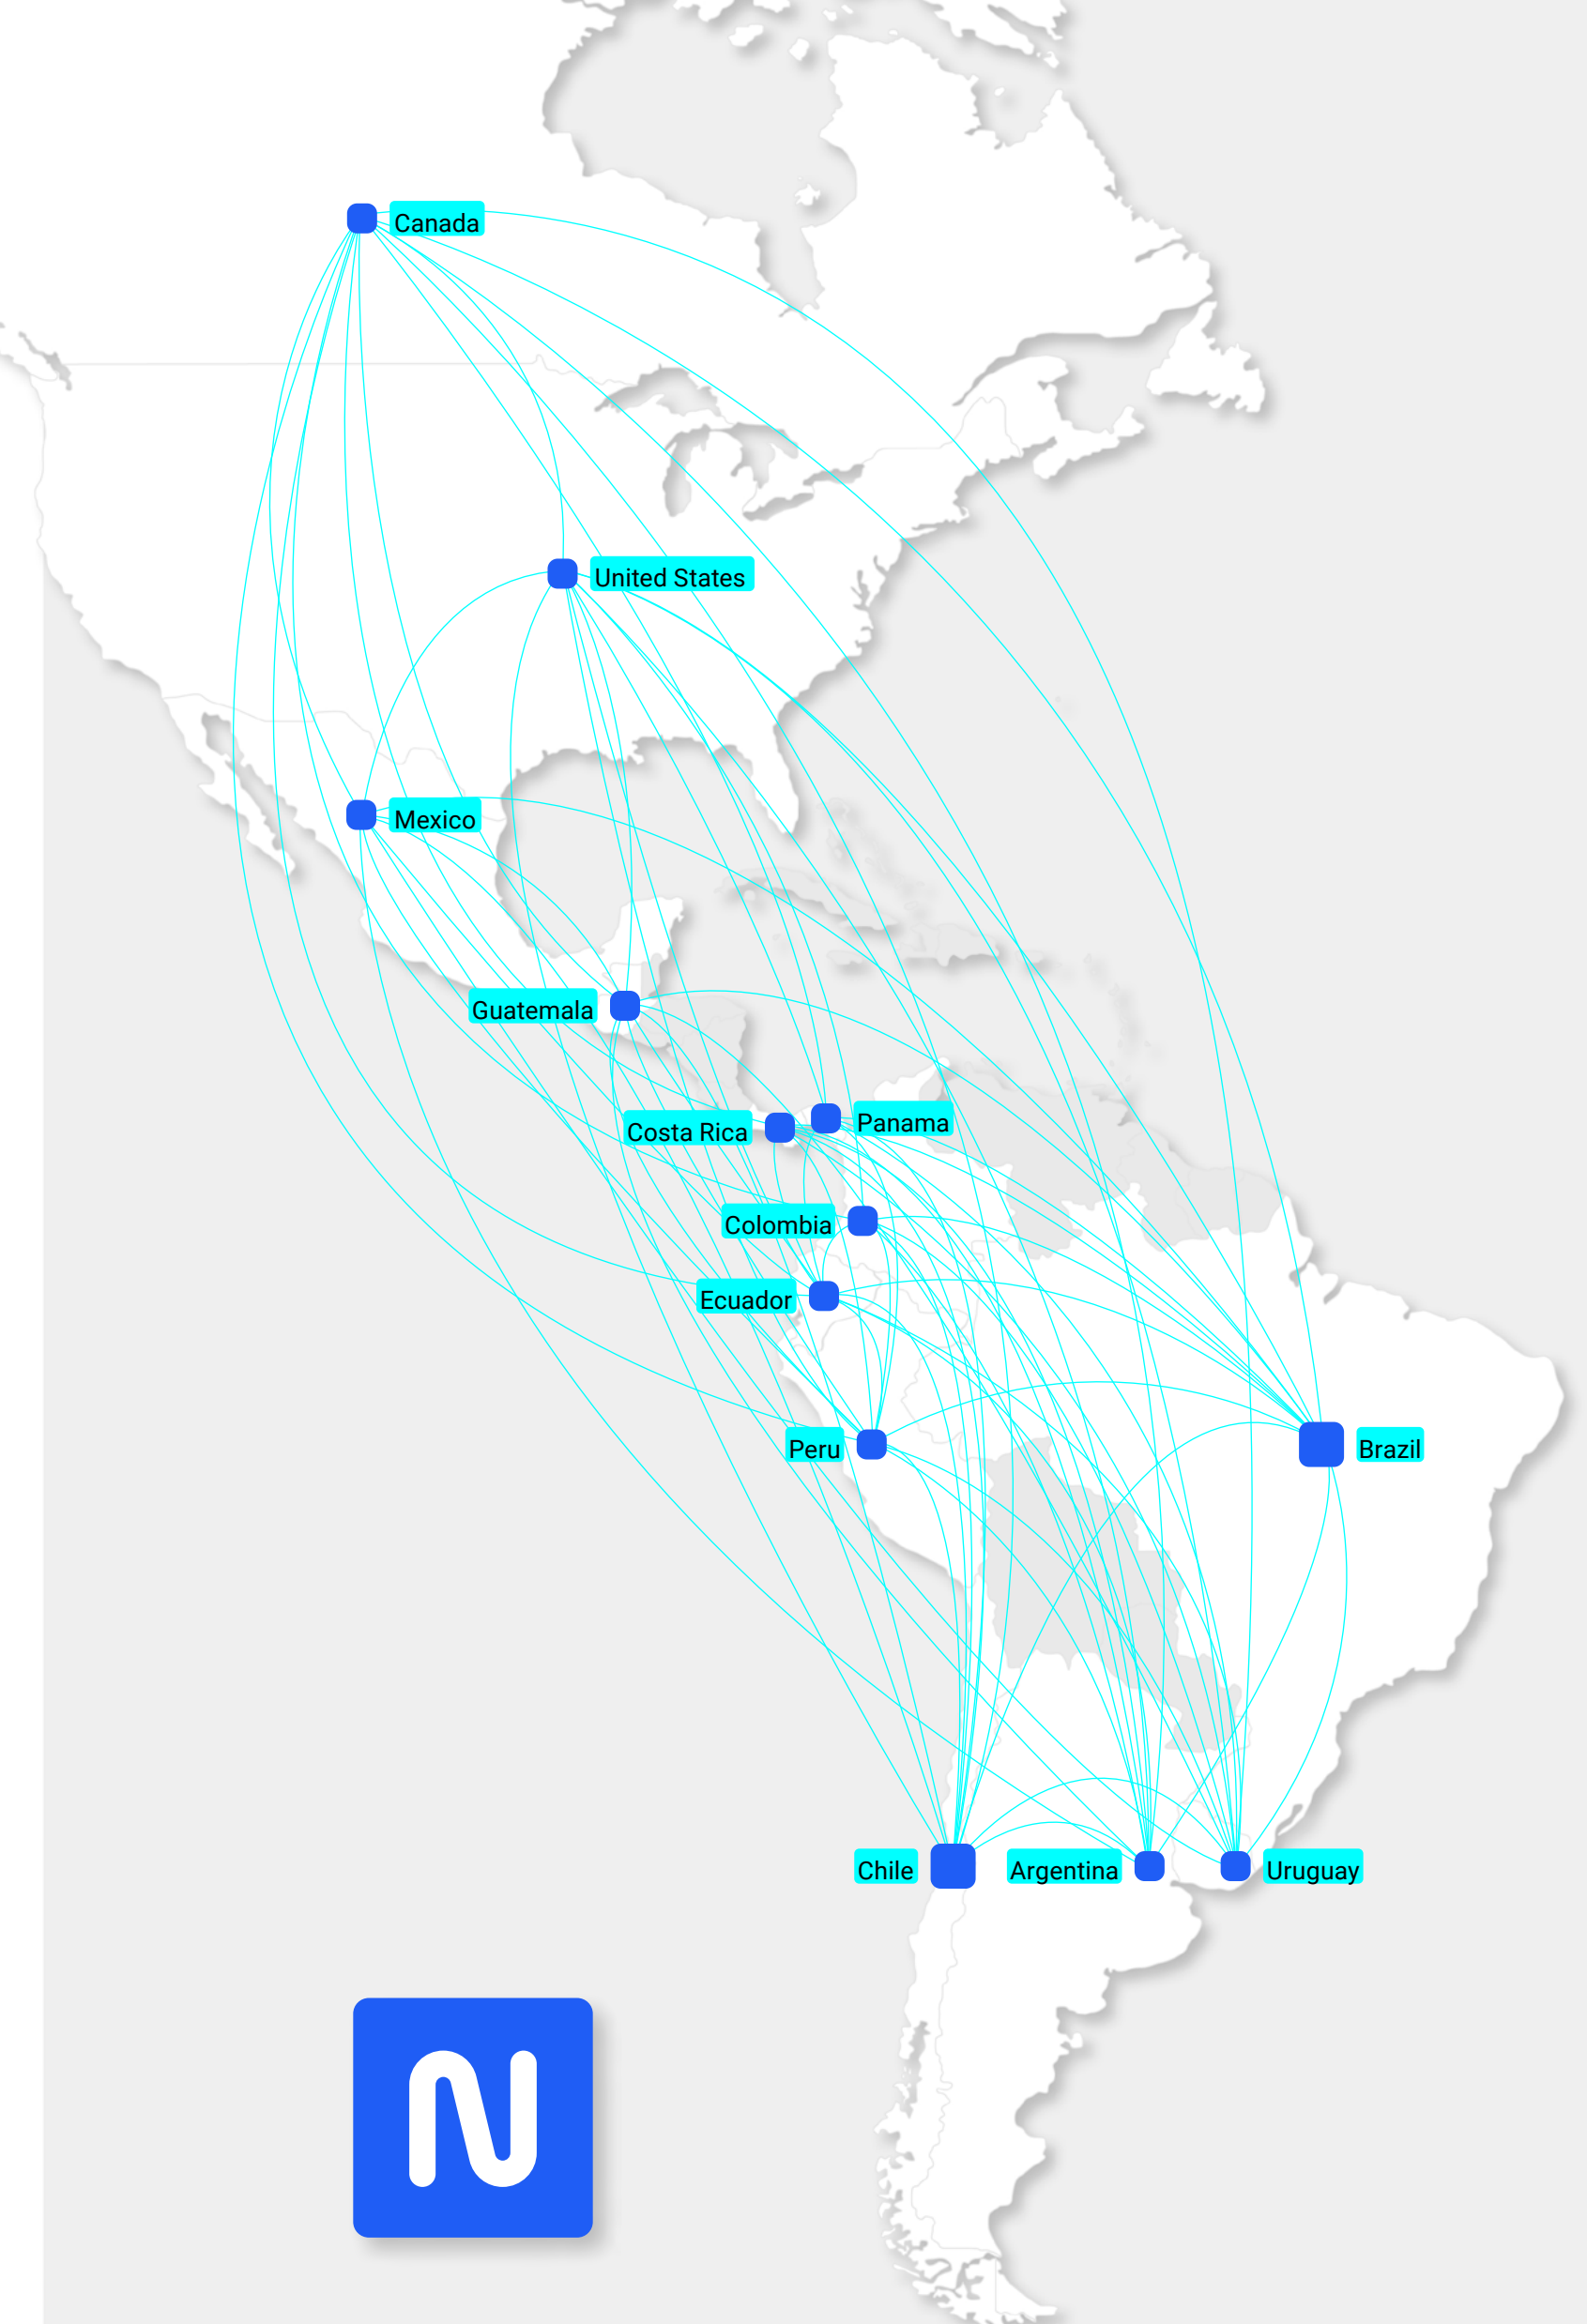 Canada
United States
Mexico
Guatemala
Costa Rica
Panama
Colombia
Ecuador
Peru
Brazil
Chile
Argentina
Uruguay
N